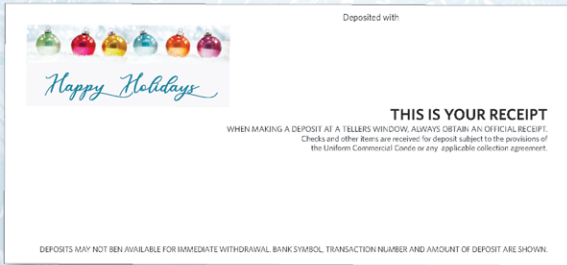 Deposited with
Happy Holidays
THIS IS YOUR RECEIPT
WHEN MAKING A DEPOSIT AT A TELLERS WINDOW, ALWAYS OBTAIN AN OFFICIAL RECEIPT.
Checks and other items are received for deposit subject to the provisions of
the Uniform Commercial Conde or any applicable collection agreement.
DEPOSITS MAY NOT BEN AVAILABLE FOR IMMEDIATE WITHDRAWAL. BANK SYMBOL, TRANSACTION NUMBER AND AMOUNT OF DEPOSIT ARE SHOWN.